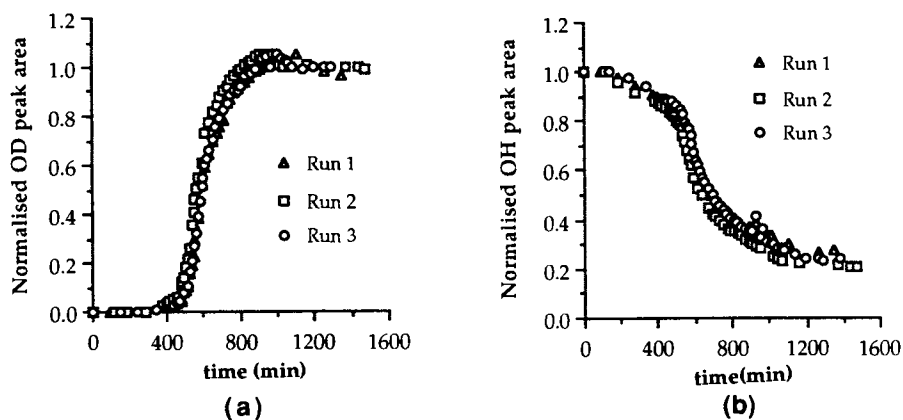 Normalised OD peak area
1.2
1.0
0.8
0.6
0.4
0.2
0.0
Run 1
Run 2
Run 3
0 400 800 1200 1600
time (min)
(a)
Normalised OH peak area
1.2
1.0
0.8
0.6
0.4
0.2
0.0
Run 1
Run 2
Run 3
0 400 800 1200 1600
time(min)
(b)